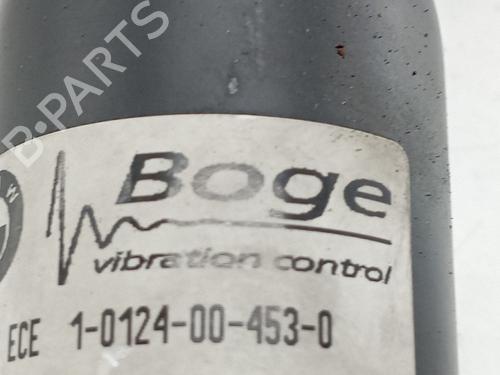 B-PARTS
Boge
vibration control
ECE 1-0124-00-453-0